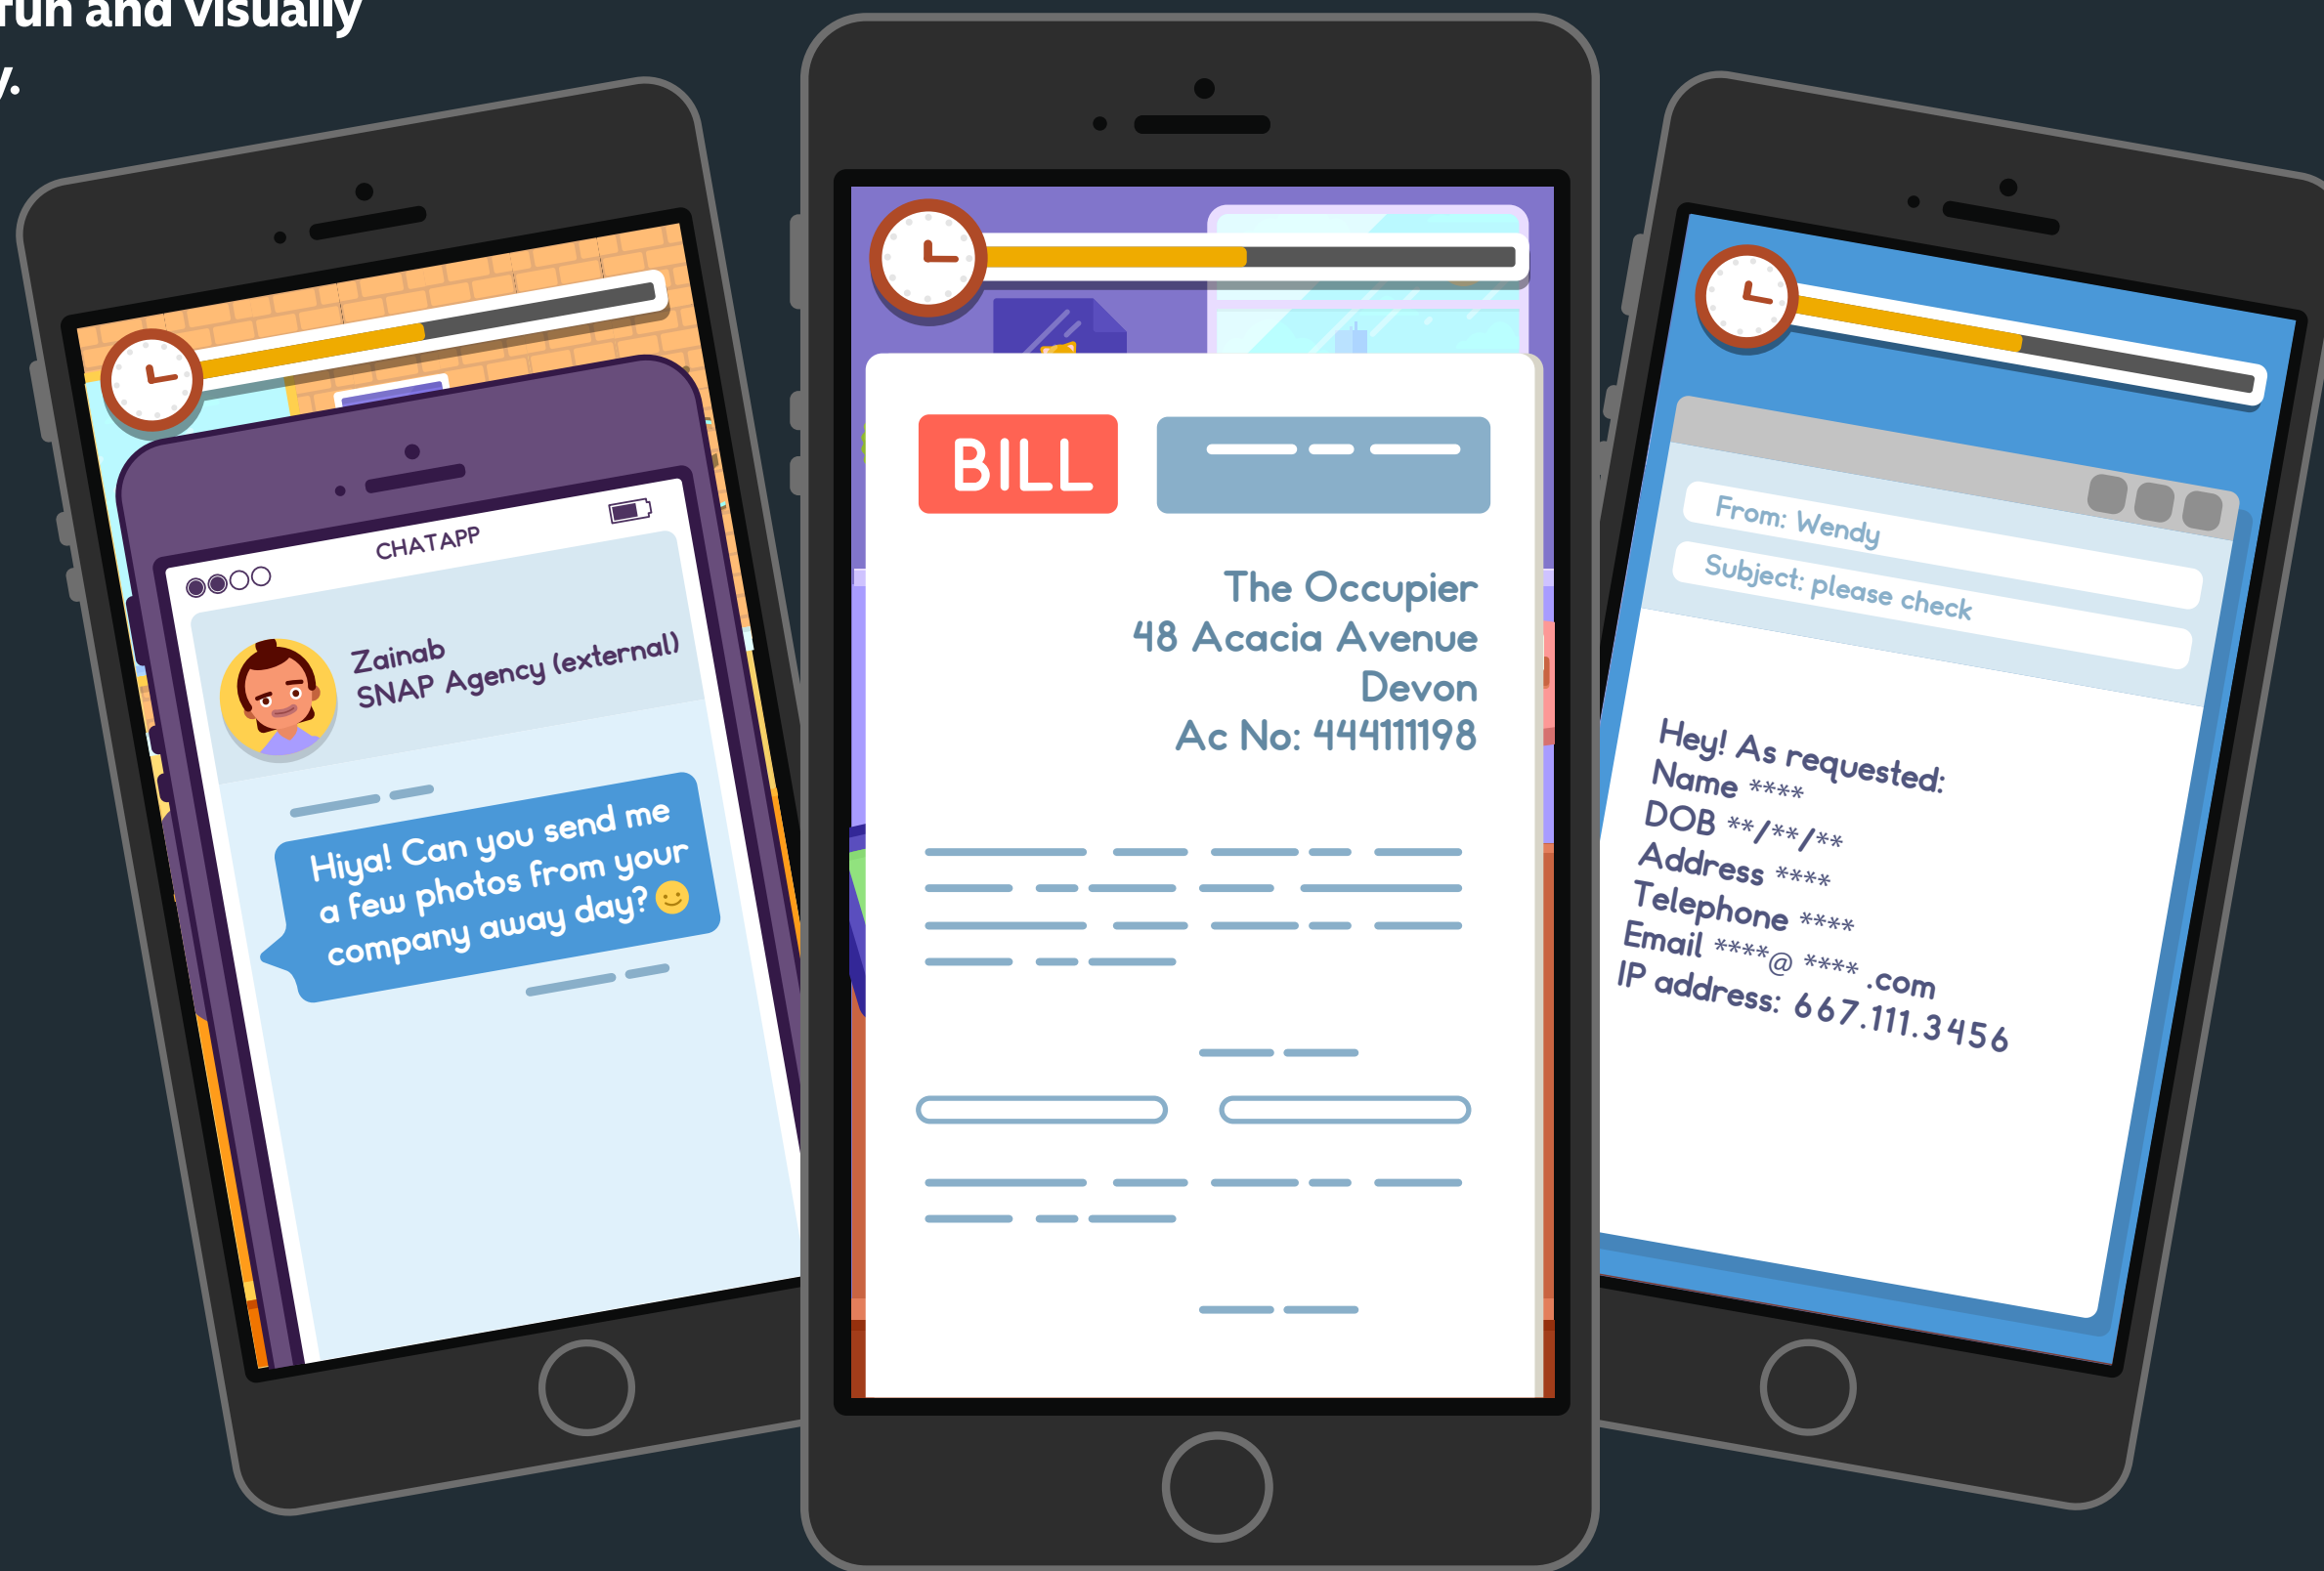 fun and visually
y.
CHATAPP
Zainab
SNAP Agency (external)
Hiya! Can you send me
a few photos from your
company away day?🙂
BILL
The Occupier
48 Acacia Avenue
Devon
Ac No: 444111198
From: Wendy
Subject: please check
Hey! As requested:
Name ****
DOB **/**/**
Address ****
Telephone ****
Email ****@ **** .com
IP address: 667.111.3456